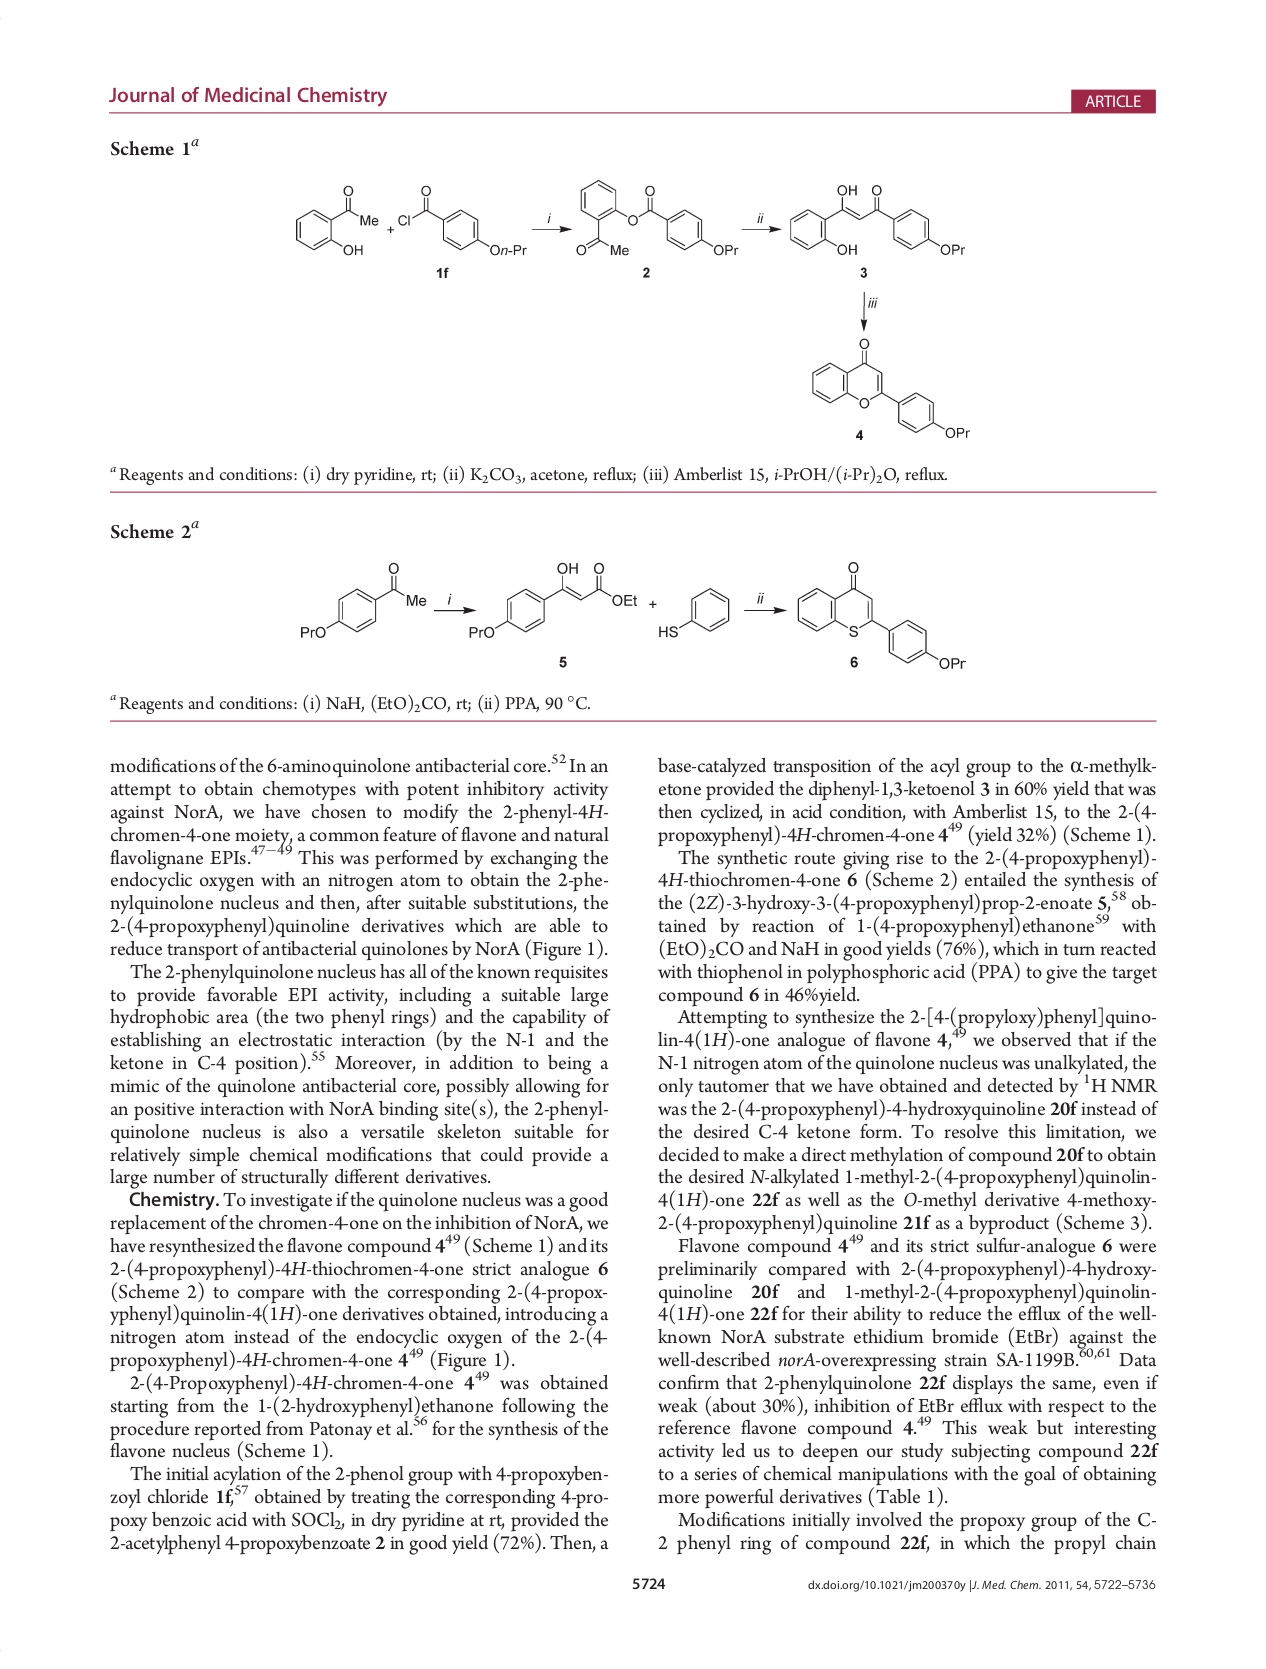 Journal of Medicinal Chemistry
ARTICLE
Scheme 1a
O
Me
OH
+
O
Cl
On-Pr
1f
i
O
O
O
Me
OPr
2
ii
OH O
OH
OPr
3
iii
O
O
OPr
4
a Reagents and conditions: (i) dry pyridine, rt; (ii) K2CO3, acetone, reflux; (iii) Amberlist 15, i-PrOH/(i-Pr)2O, reflux.
Scheme 2a
O
Me
PrO
i
OH O
OEt
PrO
5
+
HS
ii
O
S
OPr
6
a Reagents and conditions: (i) NaH, (EtO)2CO, rt; (ii) PPA, 90 °C.
modifications of the 6-aminoquinolone antibacterial core.52 In an
attempt to obtain chemotypes with potent inhibitory activity
against NorA, we have chosen to modify the 2-phenyl-4H-
chromen-4-one moiety, a common feature of flavone and natural
flavolignane EPIs.47−49 This was performed by exchanging the
endocyclic oxygen with an nitrogen atom to obtain the 2-phe-
nylquinolone nucleus and then, after suitable substitutions, the
2-(4-propoxyphenyl)quinoline derivatives which are able to
reduce transport of antibacterial quinolones by NorA (Figure 1).
The 2-phenylquinolone nucleus has all of the known requisites
to provide favorable EPI activity, including a suitable large
hydrophobic area (the two phenyl rings) and the capability of
establishing an electrostatic interaction (by the N-1 and the
ketone in C-4 position).55 Moreover, in addition to being a
mimic of the quinolone antibacterial core, possibly allowing for
an positive interaction with NorA binding site(s), the 2-phenyl-
quinolone nucleus is also a versatile skeleton suitable for
relatively simple chemical modifications that could provide a
large number of structurally different derivatives.
Chemistry. To investigate if the quinolone nucleus was a good
replacement of the chromen-4-one on the inhibition of NorA, we
have resynthesized the flavone compound 449 (Scheme 1) and its
2-(4-propoxyphenyl)-4H-thiochromen-4-one strict analogue 6
(Scheme 2) to compare with the corresponding 2-(4-propox-
yphenyl)quinolin-4(1H)-one derivatives obtained, introducing a
nitrogen atom instead of the endocyclic oxygen of the 2-(4-
propoxyphenyl)-4H-chromen-4-one 449 (Figure 1).
2-(4-Propoxyphenyl)-4H-chromen-4-one 449 was obtained
starting from the 1-(2-hydroxyphenyl)ethanone following the
procedure reported from Patonay et al.56 for the synthesis of the
flavone nucleus (Scheme 1).
The initial acylation of the 2-phenol group with 4-propoxyben-
zoyl chloride 1f,57 obtained by treating the corresponding 4-pro-
poxy benzoic acid with SOCl2, in dry pyridine at rt, provided the
2-acetylphenyl 4-propoxybenzoate 2 in good yield (72%). Then, a
base-catalyzed transposition of the acyl group to the α-methylk-
etone provided the diphenyl-1,3-ketoenol 3 in 60% yield that was
then cyclized, in acid condition, with Amberlist 15, to the 2-(4-
propoxyphenyl)-4H-chromen-4-one 449 (yield 32%) (Scheme 1).
The synthetic route giving rise to the 2-(4-propoxyphenyl)-
4H-thiochromen-4-one 6 (Scheme 2) entailed the synthesis of
the (2Z)-3-hydroxy-3-(4-propoxyphenyl)prop-2-enoate 5,58 ob-
tained by reaction of 1-(4-propoxyphenyl)ethanone59 with
(EtO)2CO and NaH in good yields (76%), which in turn reacted
with thiophenol in polyphosphoric acid (PPA) to give the target
compound 6 in 46%yield.
Attempting to synthesize the 2-[4-(propyloxy)phenyl]quino-
lin-4(1H)-one analogue of flavone 4,49 we observed that if the
N-1 nitrogen atom of the quinolone nucleus was unalkylated, the
only tautomer that we have obtained and detected by 1H NMR
was the 2-(4-propoxyphenyl)-4-hydroxyquinoline 20f instead of
the desired C-4 ketone form. To resolve this limitation, we
decided to make a direct methylation of compound 20f to obtain
the desired N-alkylated 1-methyl-2-(4-propoxyphenyl)quinolin-
4(1H)-one 22f as well as the O-methyl derivative 4-methoxy-
2-(4-propoxyphenyl)quinoline 21f as a byproduct (Scheme 3).
Flavone compound 449 and its strict sulfur-analogue 6 were
preliminarily compared with 2-(4-propoxyphenyl)-4-hydroxy-
quinoline 20f and 1-methyl-2-(4-propoxyphenyl)quinolin-
4(1H)-one 22f for their ability to reduce the efflux of the well-
known NorA substrate ethidium bromide (EtBr) against the
well-described norA-overexpressing strain SA-1199B.60,61 Data
confirm that 2-phenylquinolone 22f displays the same, even if
weak (about 30%), inhibition of EtBr efflux with respect to the
reference flavone compound 4.49 This weak but interesting
activity led us to deepen our study subjecting compound 22f
to a series of chemical manipulations with the goal of obtaining
more powerful derivatives (Table 1).
Modifications initially involved the propoxy group of the C-
2 phenyl ring of compound 22f, in which the propyl chain
5724
dx.doi.org/10.1021/jm200370y |J. Med. Chem. 2011, 54, 5722–5736